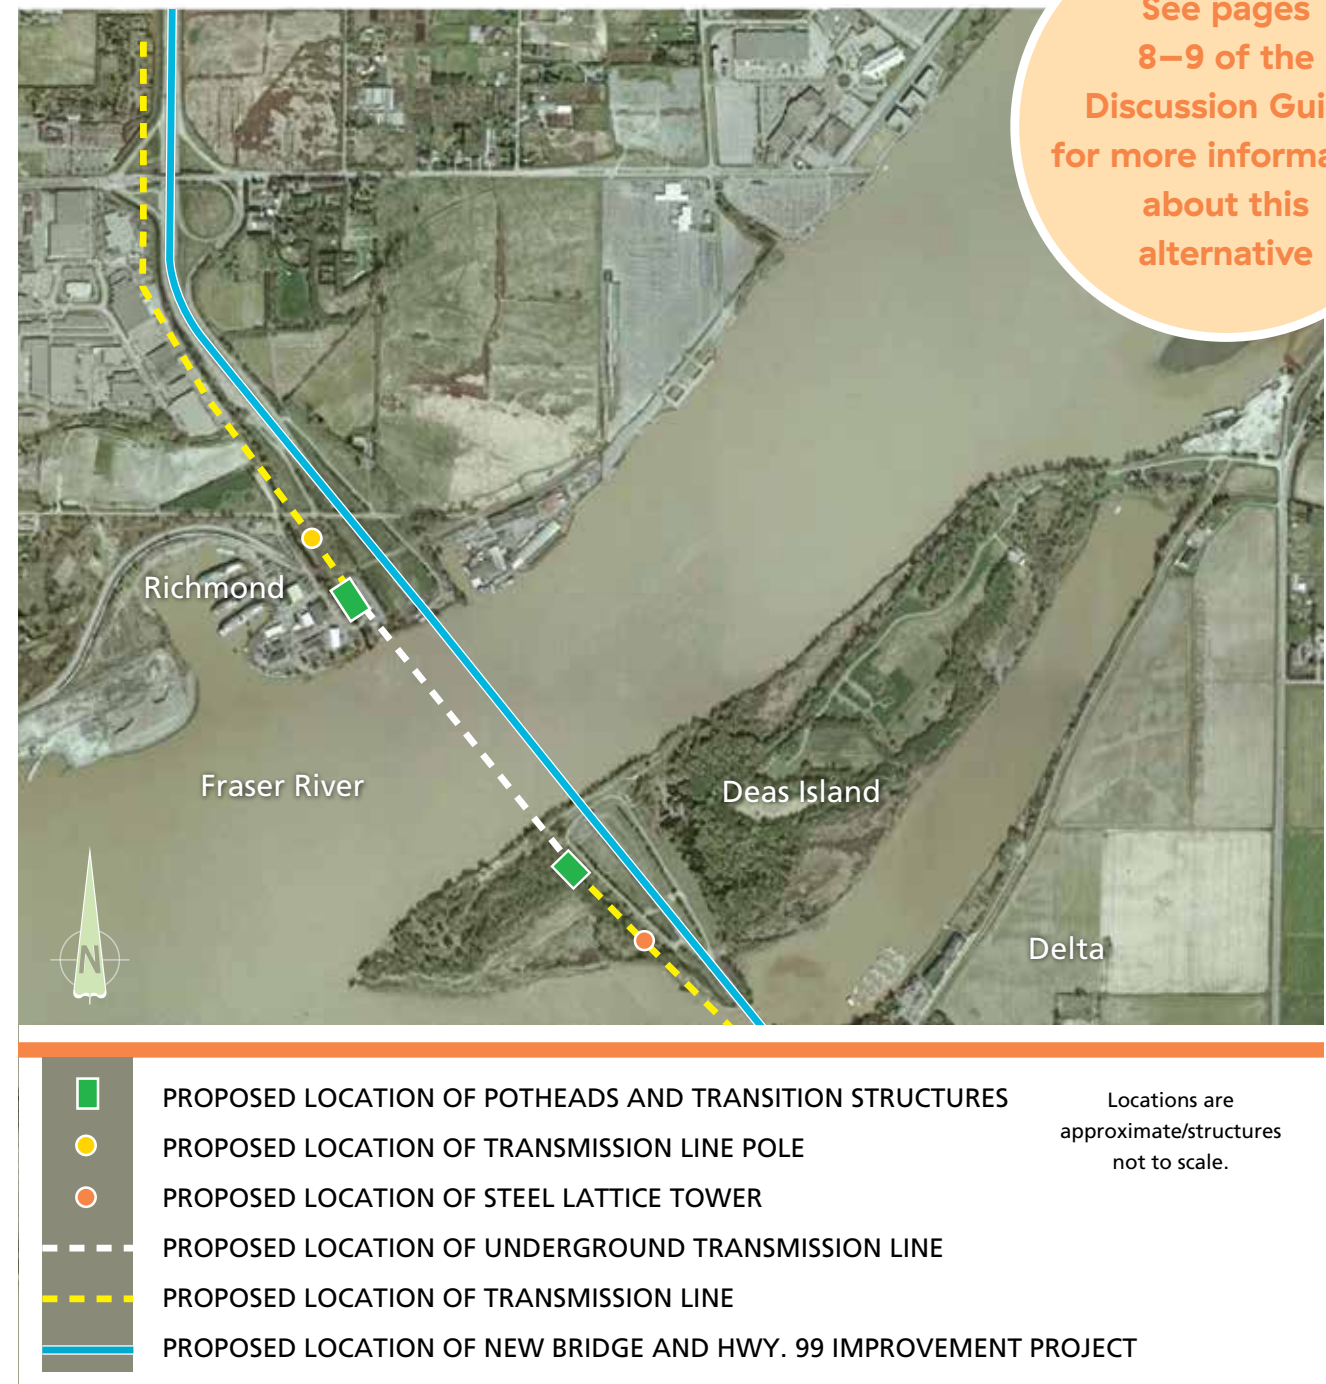 See pages
8–9 of the
Discussion Gui
for more informa
about this
alternative
Richmond
Fraser River
Deas Island
Delta
N
PROPOSED LOCATION OF POTHEADS AND TRANSITION STRUCTURES
PROPOSED LOCATION OF TRANSMISSION LINE POLE
PROPOSED LOCATION OF STEEL LATTICE TOWER
PROPOSED LOCATION OF UNDERGROUND TRANSMISSION LINE
PROPOSED LOCATION OF TRANSMISSION LINE
PROPOSED LOCATION OF NEW BRIDGE AND HWY. 99 IMPROVEMENT PROJECT
Locations are
approximate/structures
not to scale.